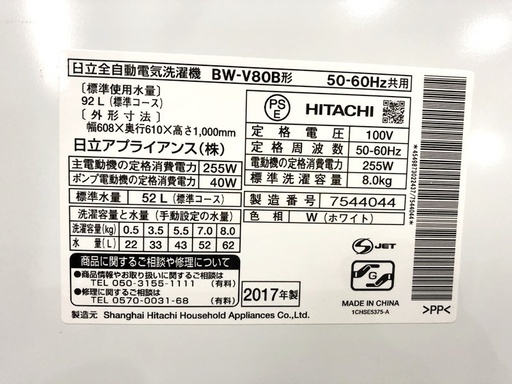 日立全自動電気洗濯機 BW-V80B形 50-60Hz共用
〔標準使用水量〕
92 L (標準コース)
〔外形寸法〕
幅608×奥行610×高さ1,000mm
日立アプライアンス(株)
主電動機の定格消費電力 255W
ポンプ電動機の定格消費電力 40W
標準水量 52 L (標準コース)
洗濯容量と水量 (手動設定の水量)
洗濯容量(kg) 0.5 3.5 5.5 7.0 8.0
水量(L) 22 33 43 52 62
商品に関するご相談やご不明な点は
●商品やお取り扱いに関するご相談
TEL 050-3155-1111 (有料)
●修理に関するご相談
TEL 0570-0031-68 (有料)
2017年製
製造元 Shanghai Hitachi Household Appliances Co.,Ltd.
PS E HITACHI
定格電圧 100V
定格周波数 50-60Hz
電動機の定格消費電力 255W
標準洗濯容量 8.0kg
製造番号 7544044
色相 W (ホワイト)
JET
G
MADE IN CHINA
1CHSE5375-A
>PP<